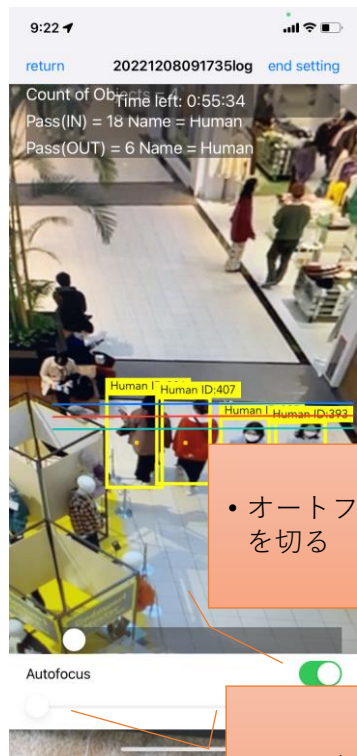 9:22
return 20221208091735log end setting
Count of Objects = 4
Time left: 0:55:34
Pass(IN) = 18 Name = Human
Pass(OUT) = 6 Name = Human
Human ID:407
Human
Human ID:393
• オートフ
を切る
Autofocus